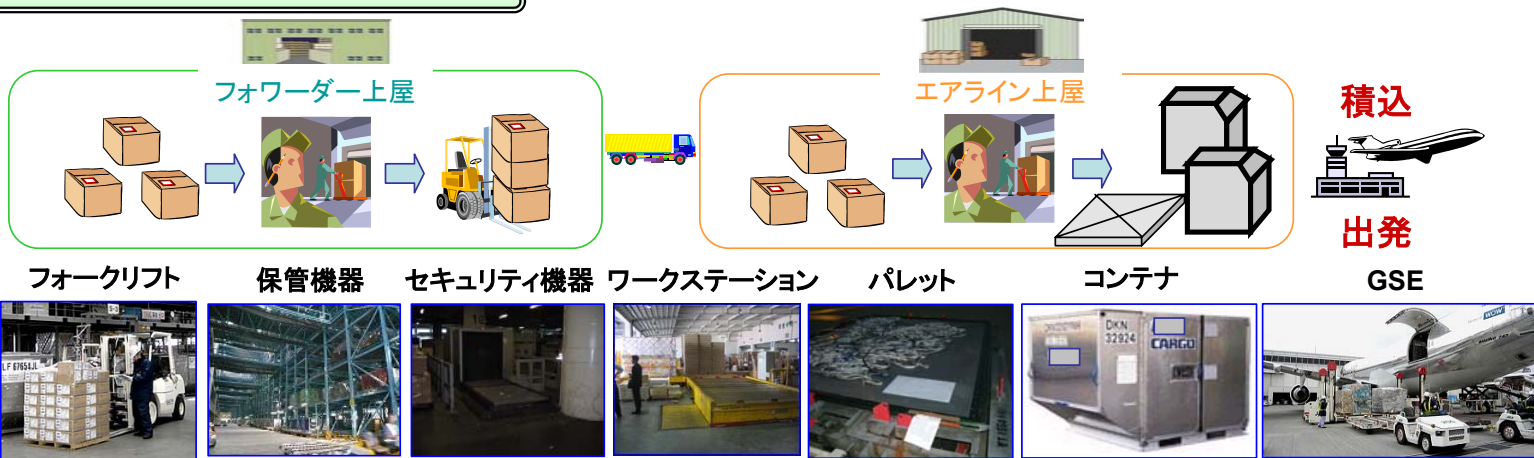 フォワーダー上屋
エアライン上屋
積込
出発
フォークリフト
保管機器
セキュリティ機器
ワークステーション
パレット
コンテナ
GSE
LF 67654JL
DKN
32924
CARGO
WOW